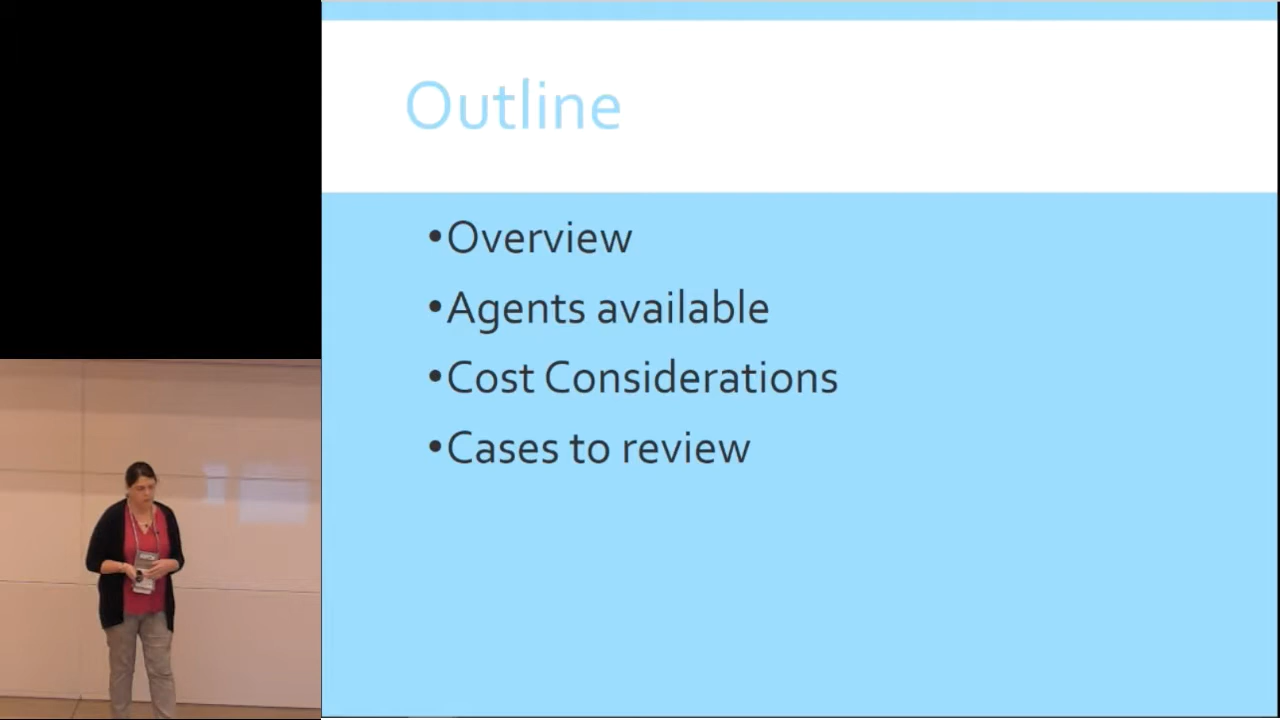 Outline
•Overview
•Agents available
•Cost Considerations
•Cases to review